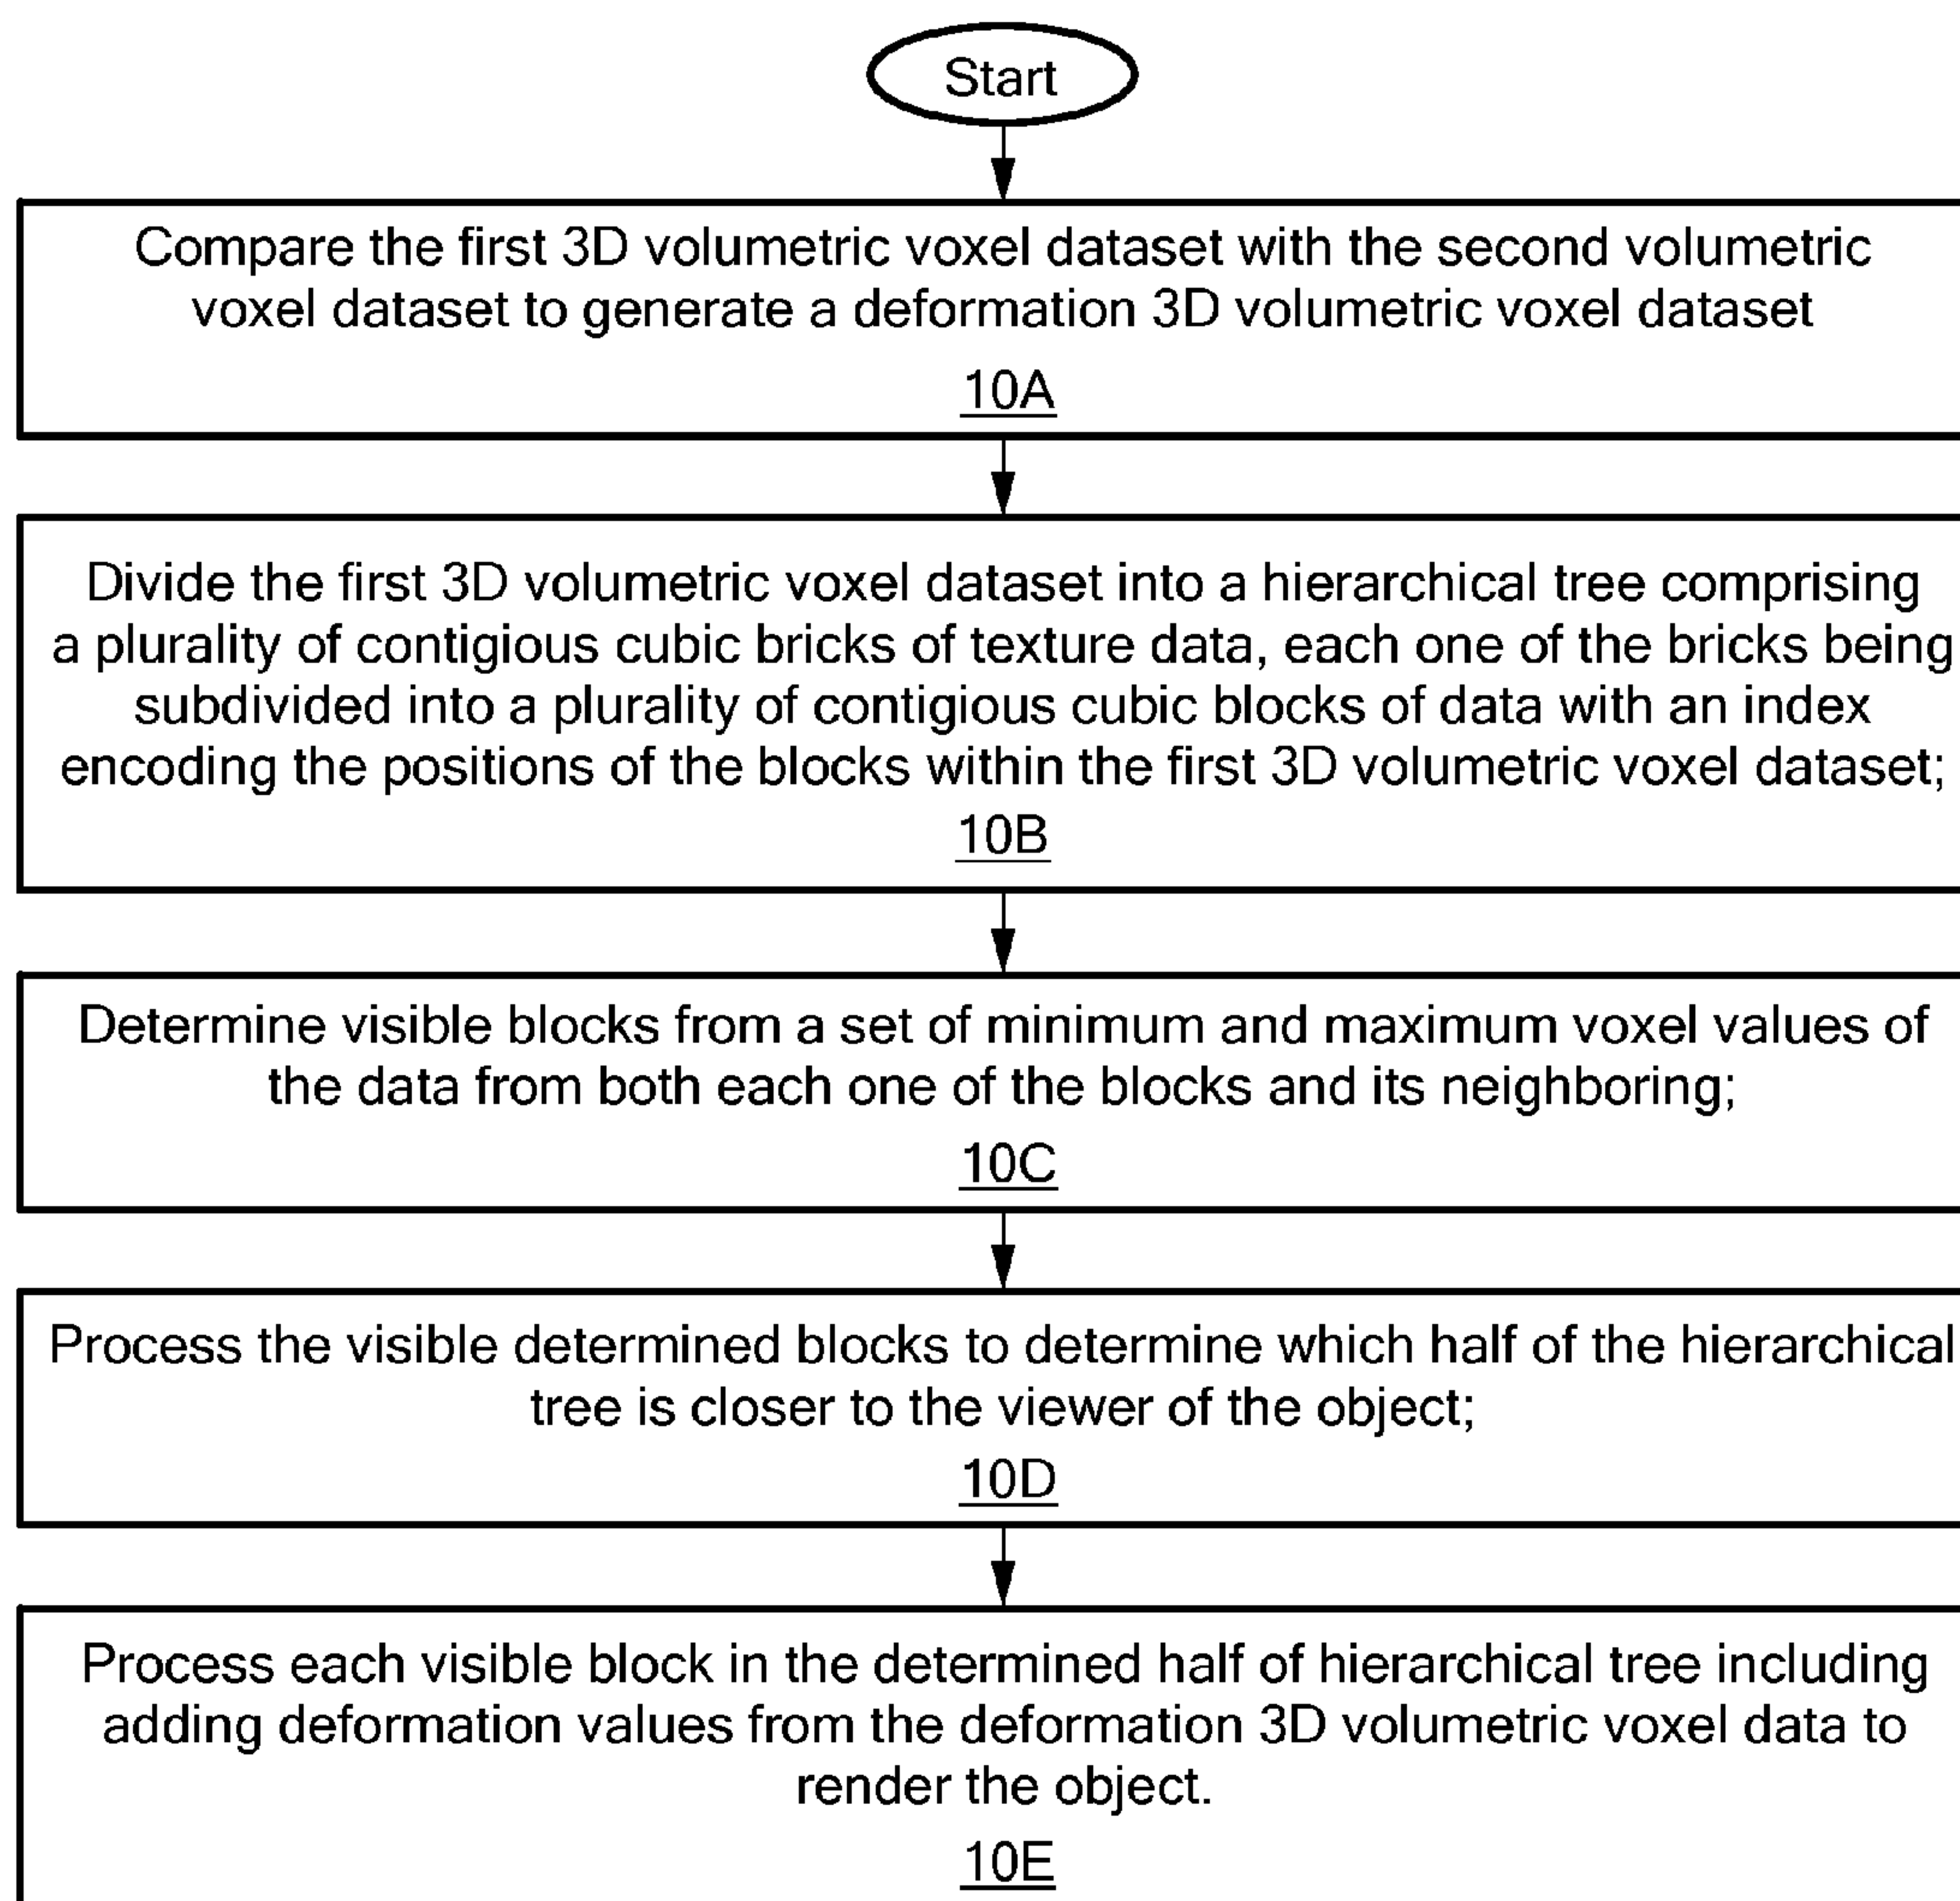 Start
Compare the first 3D volumetric voxel dataset with the second volumetric
voxel dataset to generate a deformation 3D volumetric voxel dataset
10A
Divide the first 3D volumetric voxel dataset into a hierarchical tree comprising
a plurality of contigious cubic bricks of texture data, each one of the bricks being
subdivided into a plurality of contigious cubic blocks of data with an index
encoding the positions of the blocks within the first 3D volumetric voxel dataset;
10B
Determine visible blocks from a set of minimum and maximum voxel values of
the data from both each one of the blocks and its neighboring;
10C
Process the visible determined blocks to determine which half of the hierarchical
tree is closer to the viewer of the object;
10D
Process each visible block in the determined half of hierarchical tree including
adding deformation values from the deformation 3D volumetric voxel data to
render the object.
10E